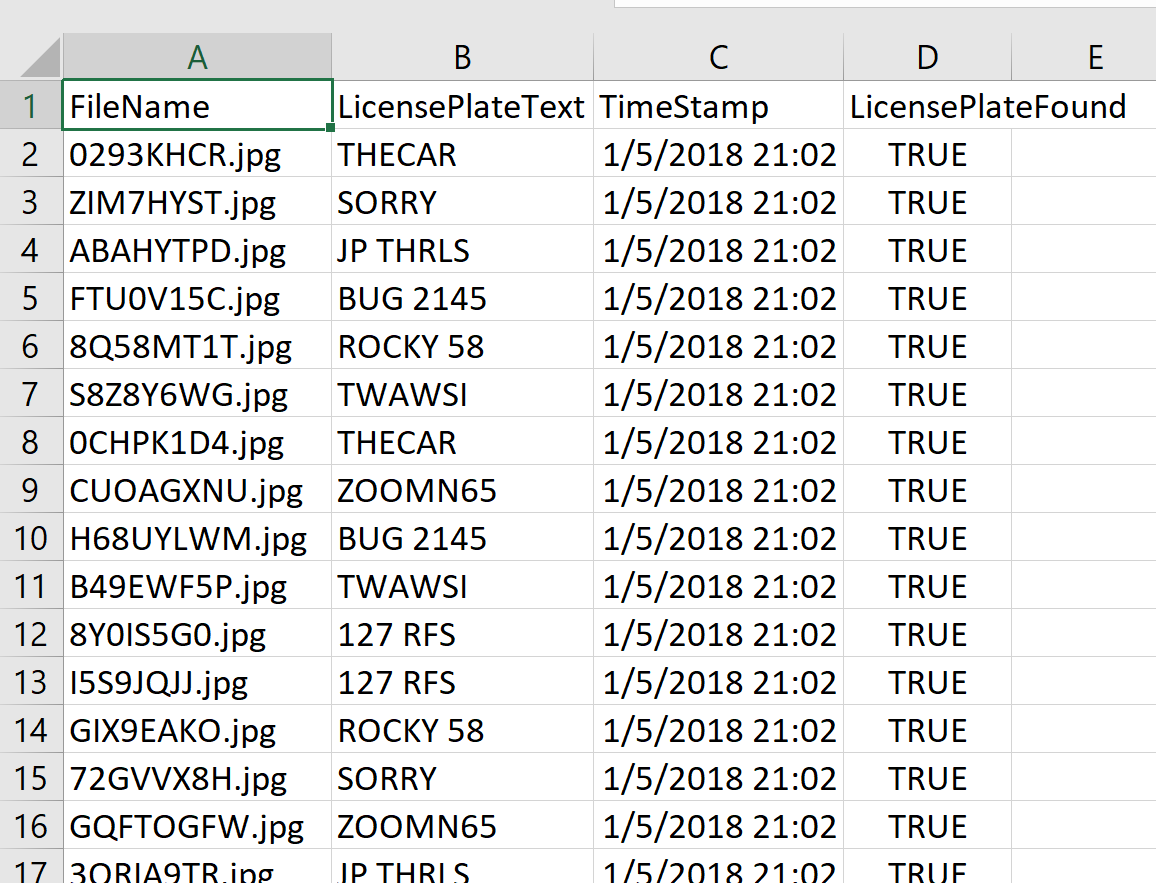 A B C D E
1 FileName LicensePlateText TimeStamp LicensePlateFound
2 0293KHCR.jpg THECAR 1/5/2018 21:02 TRUE
3 ZIM7HYST.jpg SORRY 1/5/2018 21:02 TRUE
4 ABAHYTPD.jpg JP THRLS 1/5/2018 21:02 TRUE
5 FTU0V15C.jpg BUG 2145 1/5/2018 21:02 TRUE
6 8Q58MT1T.jpg ROCKY 58 1/5/2018 21:02 TRUE
7 S8Z8Y6WG.jpg TWAWSI 1/5/2018 21:02 TRUE
8 0CHPK1D4.jpg THECAR 1/5/2018 21:02 TRUE
9 CUOAGXNU.jpg ZOOMN65 1/5/2018 21:02 TRUE
10 H68UYLWM.jpg BUG 2145 1/5/2018 21:02 TRUE
11 B49EWF5P.jpg TWAWSI 1/5/2018 21:02 TRUE
12 8Y0IS5G0.jpg 127 RFS 1/5/2018 21:02 TRUE
13 I5S9JQJJ.jpg 127 RFS 1/5/2018 21:02 TRUE
14 GIX9EAKO.jpg ROCKY 58 1/5/2018 21:02 TRUE
15 72GVVX8H.jpg SORRY 1/5/2018 21:02 TRUE
16 GQFTOGFW.jpg ZOOMN65 1/5/2018 21:02 TRUE
17 JP THRLS 1/5/2018 21:02 TRUE